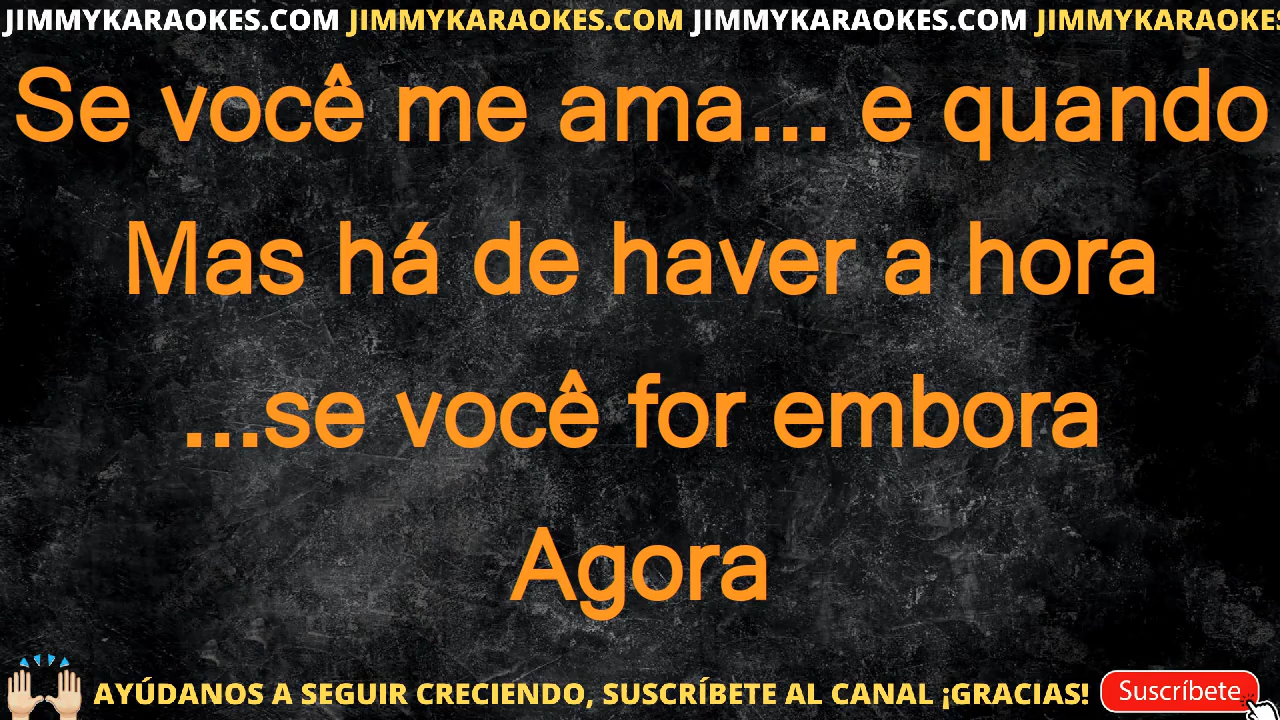 JIMMYKARAOKES.COM JIMMYKARAOKES.COM JIMMYKARAOKES.COM JIMMYKARAOKES
Se você me ama... e quando
Mas há de haver a hora
...se você for embora
Agora
AYÚDANOS A SEGUIR CRECIENDO, SUSCRÍBETE AL CANAL ¡GRACIAS! Suscríbete